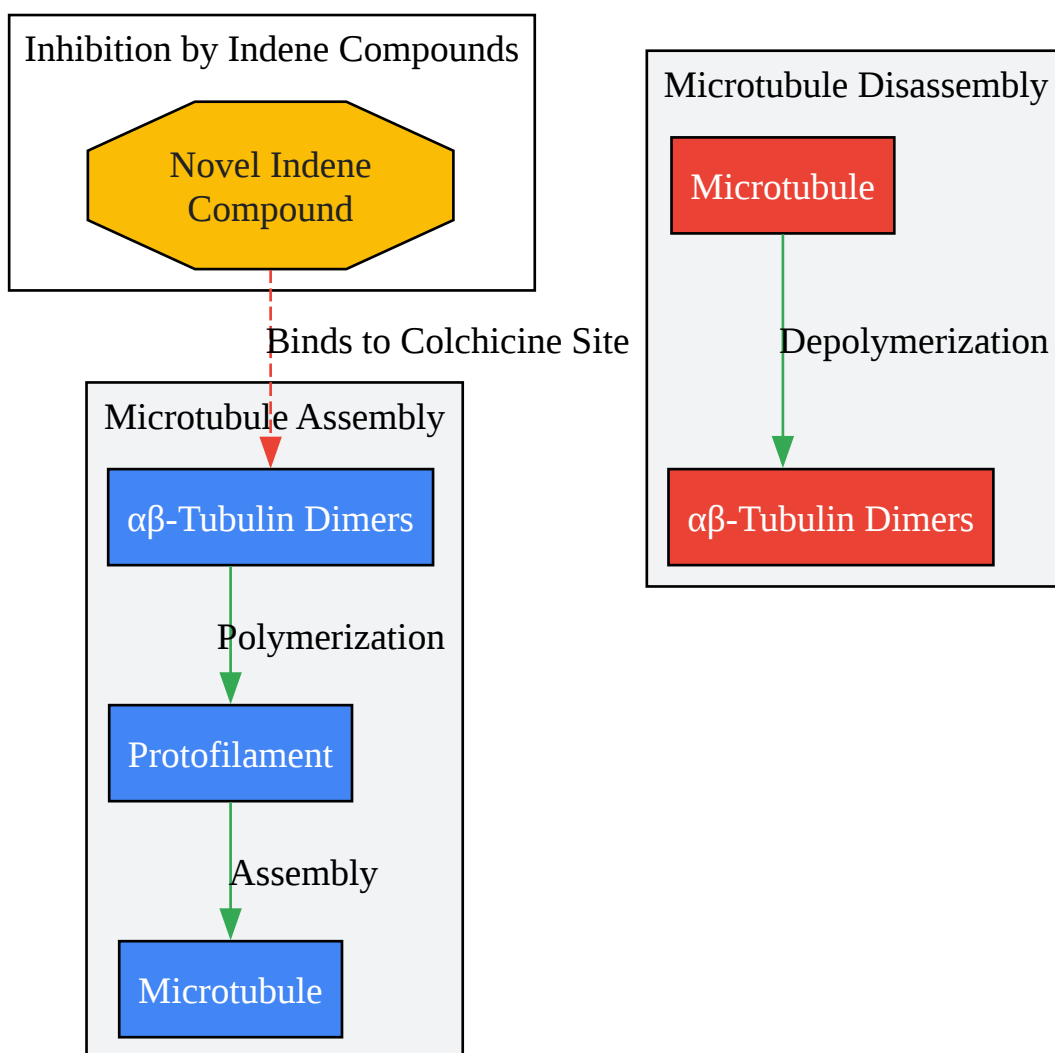 Inhibition by Indene Compounds
Novel Indene
Compound
Binds to Colchicine Site
Microtubule Assembly
αβ-Tubulin Dimers
Polymerization
Protofilament
Assembly
Microtubule
Microtubule Disassembly
Microtubule
Depolymerization
αβ-Tubulin Dimers